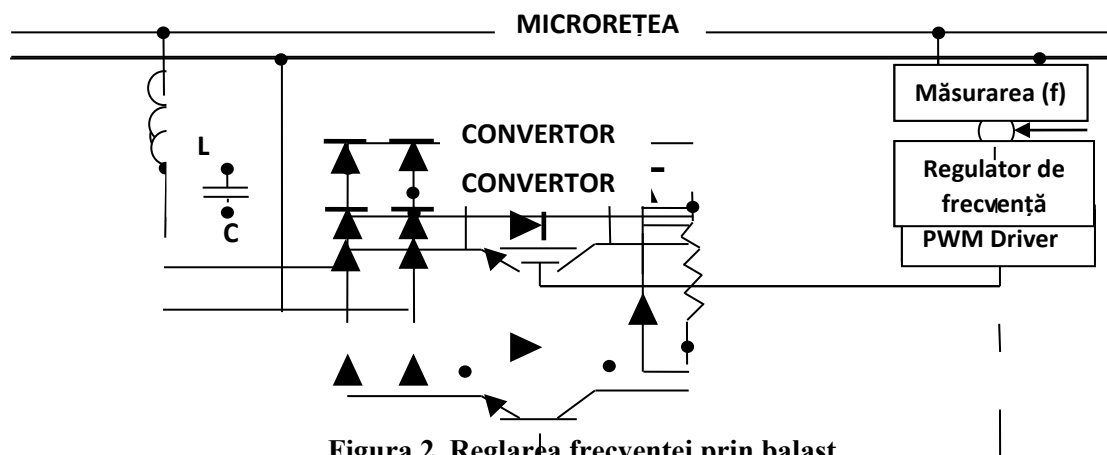 MICROREȚEA
Măsurarea (f)
CONVERTOR
L
Regulator de
frecvență
CONVERTOR
C
PWM Driver
Figura 2. Reglarea frecvenței prin balast